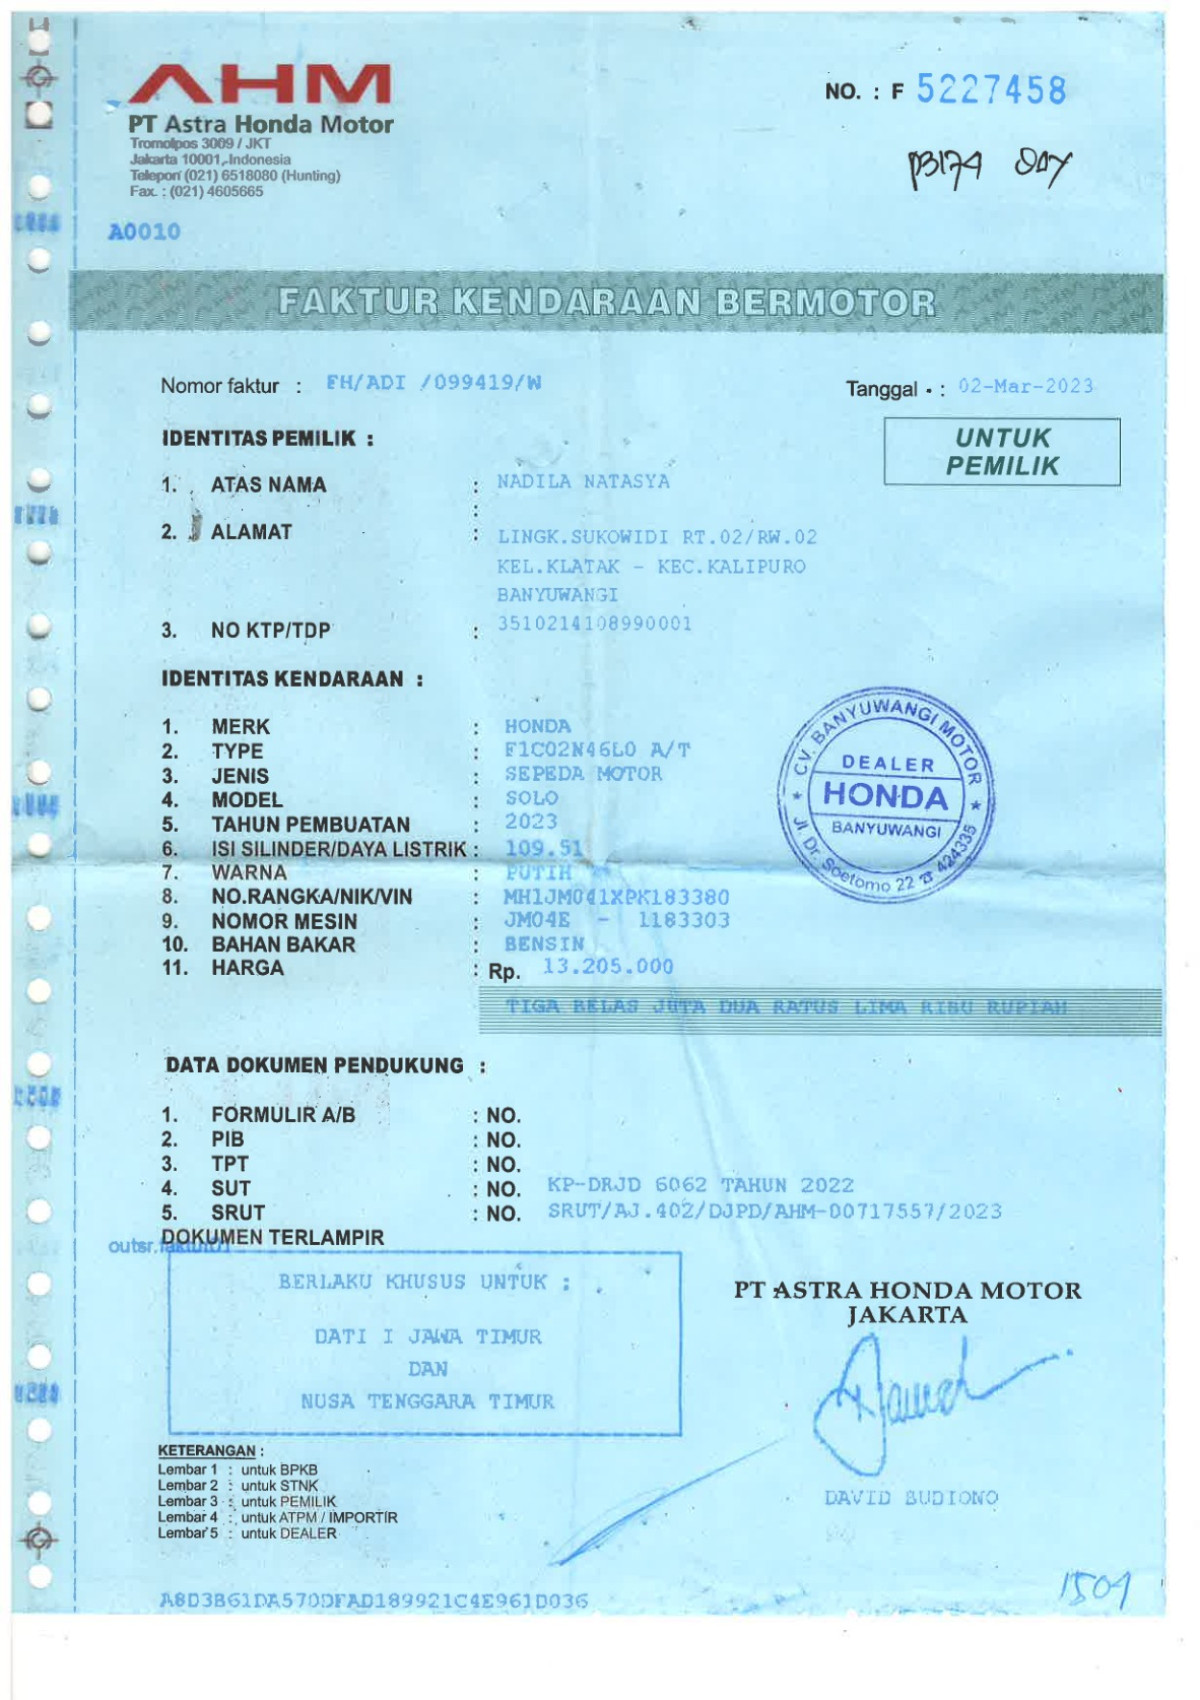 AHM
PT Astra Honda Motor
Tromolpos 3009 / JKT
Jakarta 10001, Indonesia
Telepon (021) 6518080 (Hunting)
Fax. : (021) 4605665
NO. : F 5227458
A0010
FAKTUR KENDARAAN BERMOTOR
Nomor faktur : FH/ADI /099419/W
Tanggal : 02-Mar-2023
UNTUK
PEMILIK
IDENTITAS PEMILIK :
1. ATAS NAMA : NADILA NATASYA
2. ALAMAT : LINGK.SUKOWIDI RT.02/RW.02
KEL.KLATAK - KEC.KALIPURO
BANYUWANGI
3. NO KTP/TDP : 3510214108990001
IDENTITAS KENDARAAN :
1. MERK : HONDA
2. TYPE : F1C02N46L0 A/T
3. JENIS : SEPEDA MOTOR
4. MODEL : SOLO
5. TAHUN PEMBUATAN : 2023
6. ISI SILINDER/DAYA LISTRIK : 109.51
7. WARNA : PUTIH
8. NO.RANGKA/NIK/VIN : MH1JM041XPK183380
9. NOMOR MESIN : JM04E - 1183303
10. BAHAN BAKAR : BENSIN
11. HARGA : Rp. 13.205.000
TIGA BELAS JUTA DUA RATUS LIMA RIBU RUPIAH
CV. BANYUWANGI MOTOR
DEALER
HONDA
BANYUWANGI
Jl. Dr. Soetomo 22 ☎ 424335
DATA DOKUMEN PENDUKUNG :
1. FORMULIR A/B : NO.
2. PIB : NO.
3. TPT : NO.
4. SUT : NO. KP-DRJD 6062 TAHUN 2022
5. SRUT : NO. SRUT/AJ.402/DJPD/AHM-00717557/2023
DOKUMEN TERLAMPIR
BERLAKU KHUSUS UNTUK :
DATI I JAWA TIMUR
DAN
NUSA TENGGARA TIMUR
PT ASTRA HONDA MOTOR
JAKARTA
DAVID BUDIONO
KETERANGAN :
Lembar 1 : untuk BPKB
Lembar 2 : untuk STNK
Lembar 3 : untuk PEMILIK
Lembar 4 : untuk ATPM / IMPORTIR
Lembar 5 : untuk DEALER
A8D3B61DA570DFAD189921C4E961D036
1509